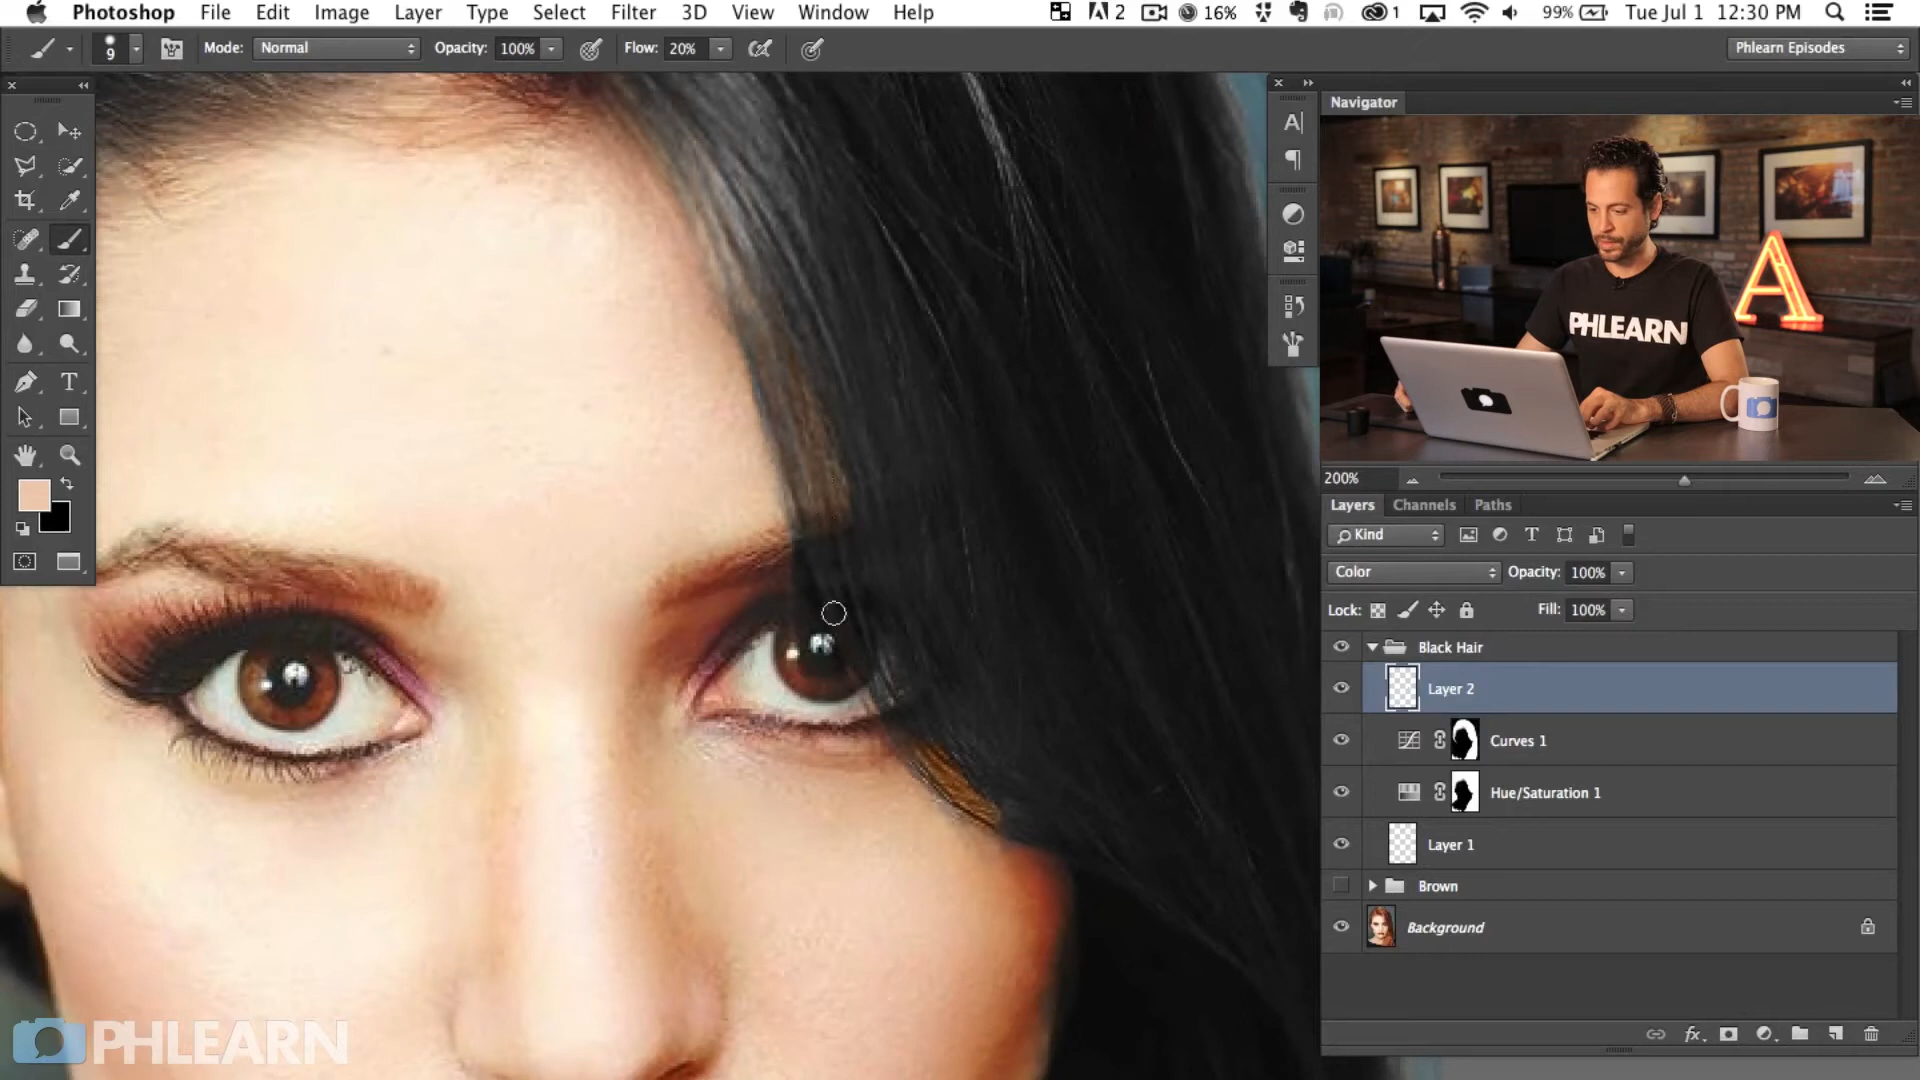 Photoshop File Edit Image Layer Type Select Filter 3D View Window Help
2 16% 1 99% Tue Jul 1 12:30 PM
9 Mode: Normal Opacity: 100% Flow: 20% Phlearn Episodes
Navigator
A
PHLEARN
A
T
200%
Layers Channels Paths
Kind
T
Color Opacity: 100%
Lock: Fill: 100%
Black Hair
Layer 2
Curves 1
Hue/Saturation 1
Layer 1
Brown
Background
fx
PHLEARN